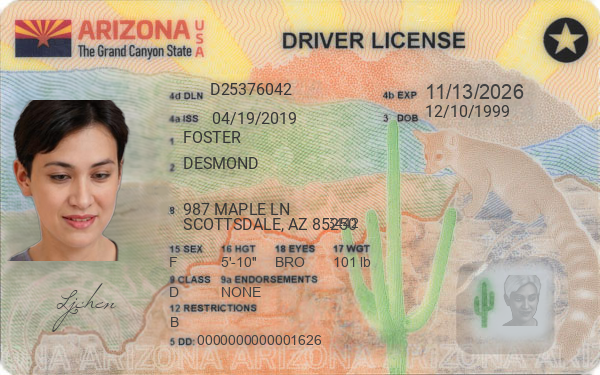 ARIZONA USA
The Grand Canyon State
DRIVER LICENSE
4d DLN D25376042
4b EXP 11/13/2026
4a ISS 04/19/2019
3 DOB 12/10/1999
1 FOSTER
2 DESMOND
8 987 MAPLE LN
SCOTTSDALE, AZ
15 SEX 16 HGT 18 EYES 17 WGT
F 5'-10" BRO 101 lb
9 CLASS 9a ENDORSEMENTS
D NONE
12 RESTRICTIONS
B
5 DD: 0000000000001626
ARIZONA ARIZONA ARIZONA ARIZONA